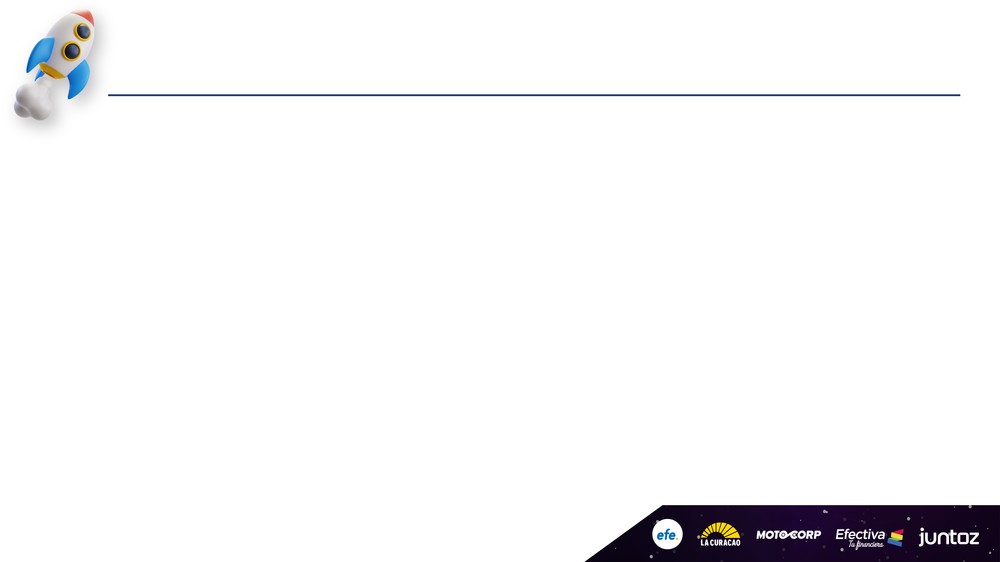 efe.
LA CURACAO
MOTOCORP
Efectiva
Tu financiera
juntoz